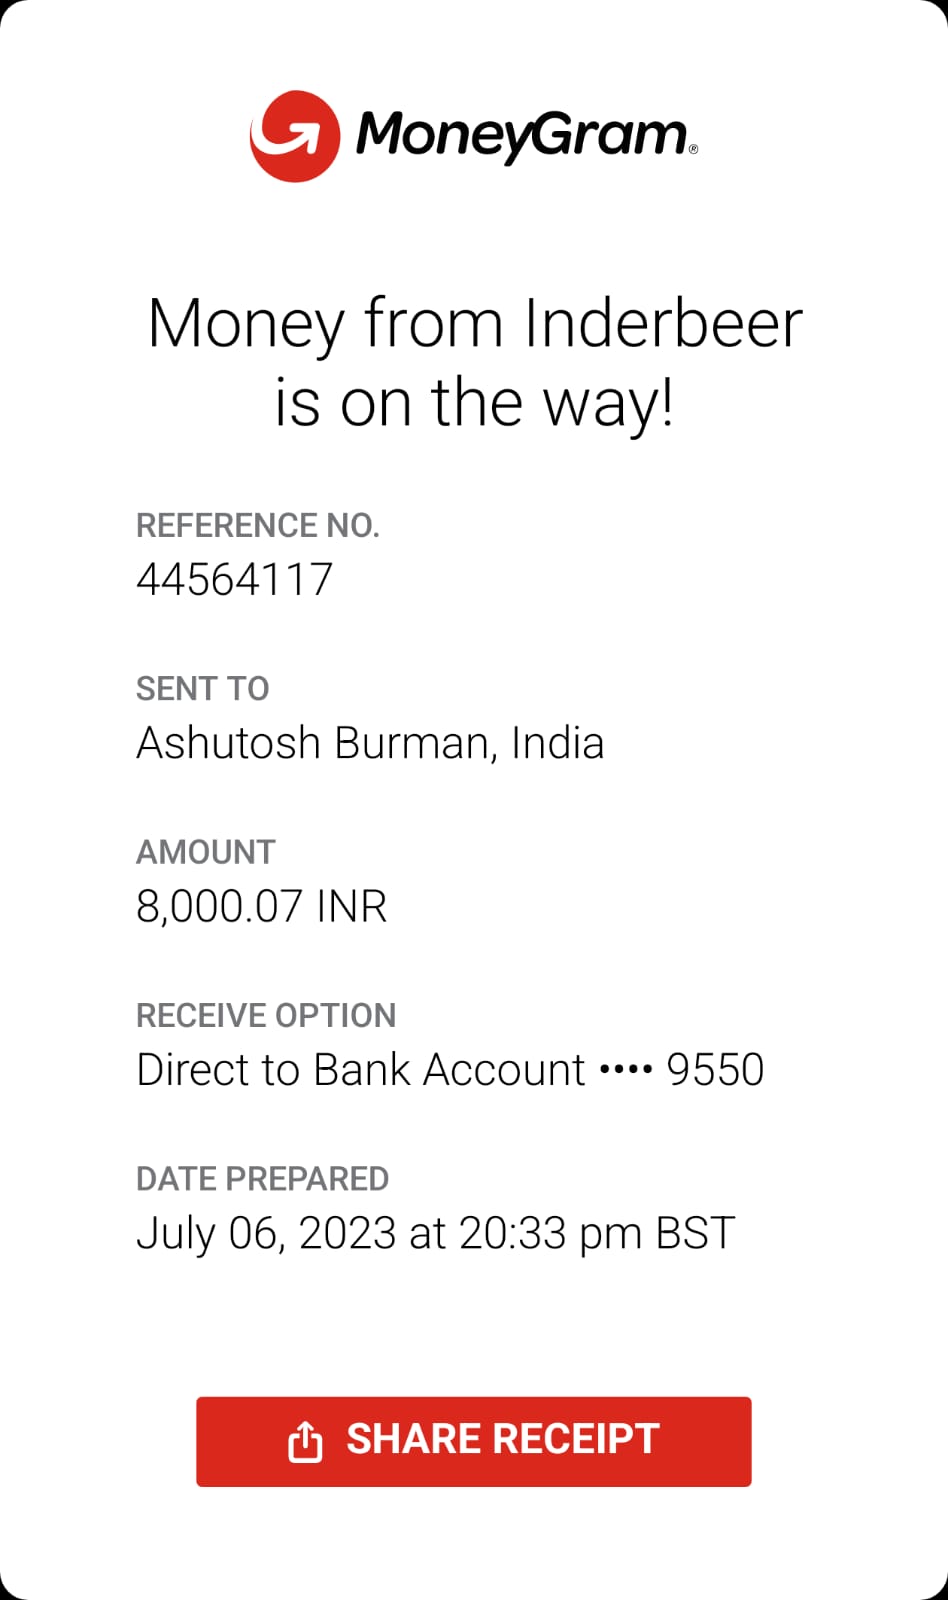 MoneyGram®
Money from Inderbeer
is on the way!
REFERENCE NO.
44564117
SENT TO
Ashutosh Burman, India
AMOUNT
8,000.07 INR
RECEIVE OPTION
Direct to Bank Account •••• 9550
DATE PREPARED
July 06, 2023 at 20:33 pm BST
SHARE RECEIPT